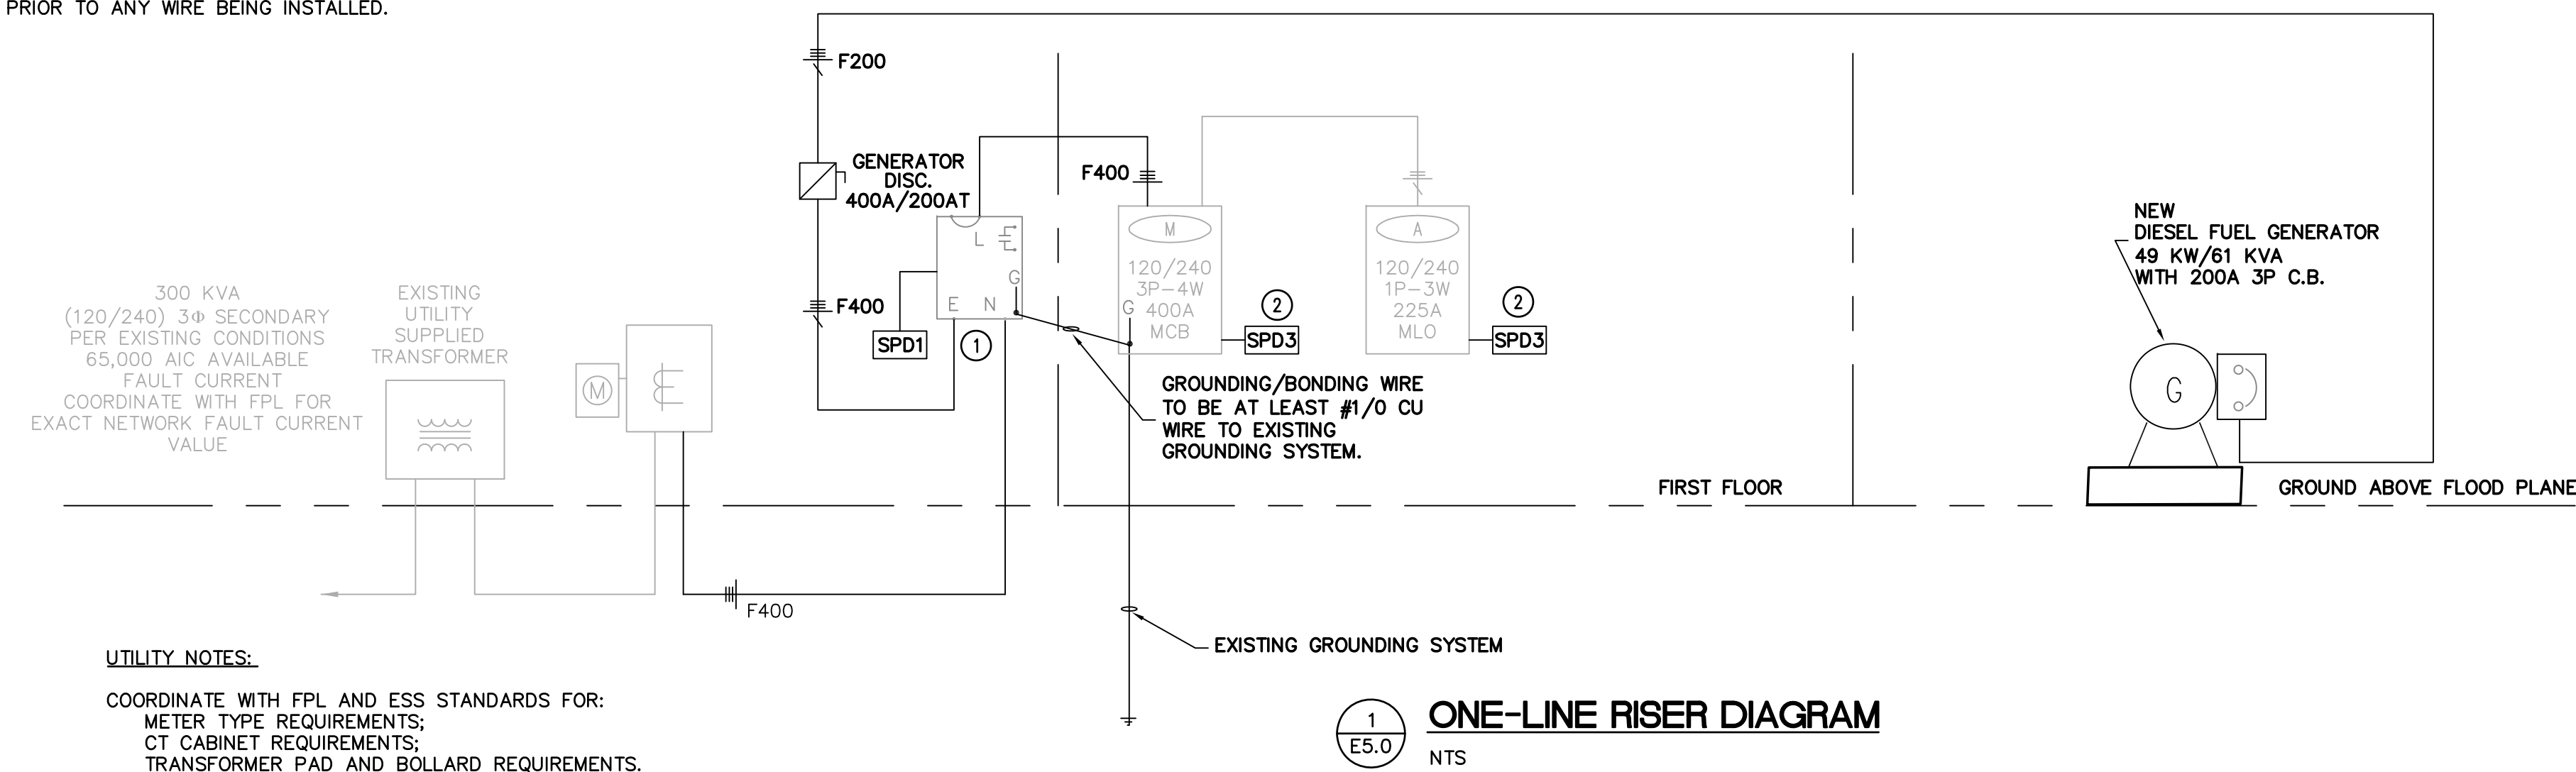 PRIOR TO ANY WIRE BEING INSTALLED.
F200
GENERATOR
DISC.
400A/200AT
F400
300 KVA
(120/240) 3Φ SECONDARY
PER EXISTING CONDITIONS
65,000 AIC AVAILABLE
FAULT CURRENT
COORDINATE WITH FPL FOR
EXACT NETWORK FAULT CURRENT
VALUE
EXISTING
UTILITY
SUPPLIED
TRANSFORMER
M
SPD1
1
L
G
E N
F400
M
120/240
3P-4W
400A
MCB
G
2
SPD3
A
120/240
1P-3W
225A
MLO
2
SPD3
GROUNDING/BONDING WIRE
TO BE AT LEAST #1/0 CU
WIRE TO EXISTING
GROUNDING SYSTEM.
NEW
DIESEL FUEL GENERATOR
49 KW/61 KVA
WITH 200A 3P C.B.
G
FIRST FLOOR
GROUND ABOVE FLOOD PLANE
F400
EXISTING GROUNDING SYSTEM
UTILITY NOTES:
COORDINATE WITH FPL AND ESS STANDARDS FOR:
METER TYPE REQUIREMENTS;
CT CABINET REQUIREMENTS;
TRANSFORMER PAD AND BOLLARD REQUIREMENTS.
1
E5.0
ONE-LINE RISER DIAGRAM
NTS